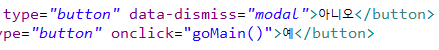 type="button" data-dismiss="modal">아니오</button>
ype="button" onclick="goMain()">예</button>